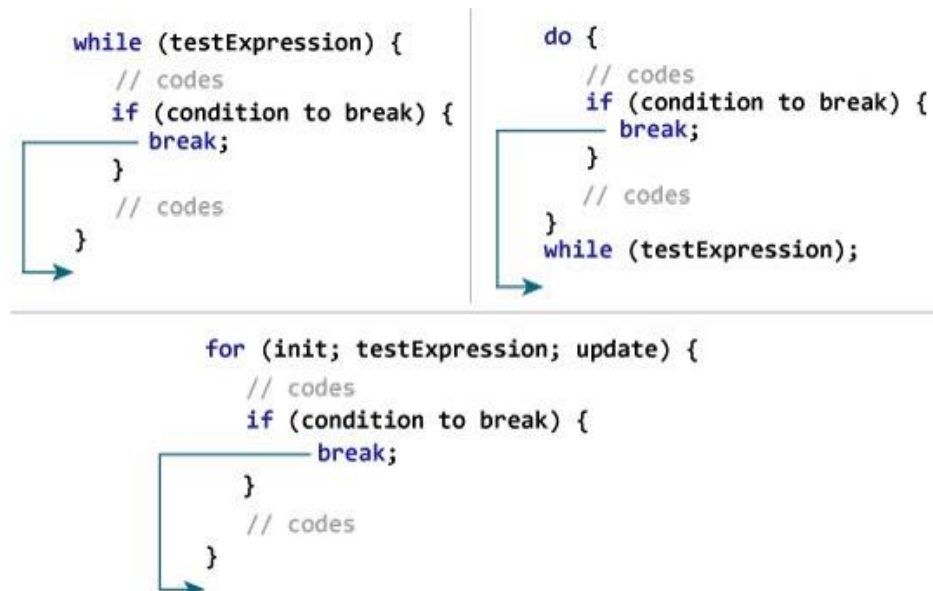 while (testExpression) {
// codes
if (condition to break) {
break;
}
// codes
}
do {
// codes
if (condition to break) {
break;
}
// codes
}
while (testExpression);
for (init; testExpression; update) {
// codes
if (condition to break) {
break;
}
// codes
}